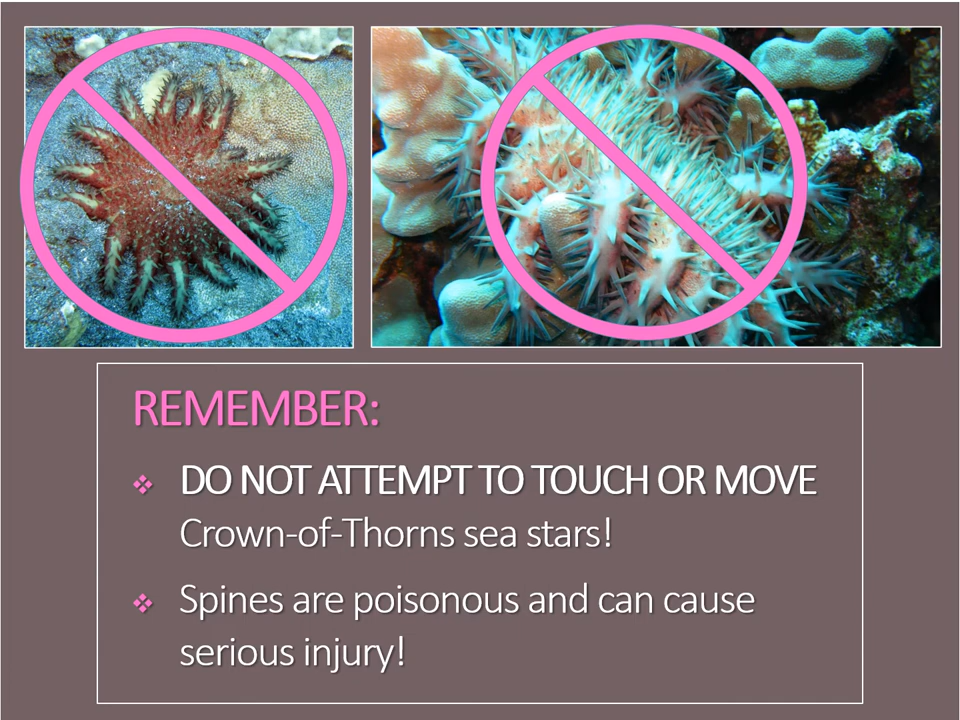 REMEMBER:
DO NOT ATTEMPT TO TOUCH OR MOVE
Crown-of-Thorns sea stars!
Spines are poisonous and can cause
serious injury!